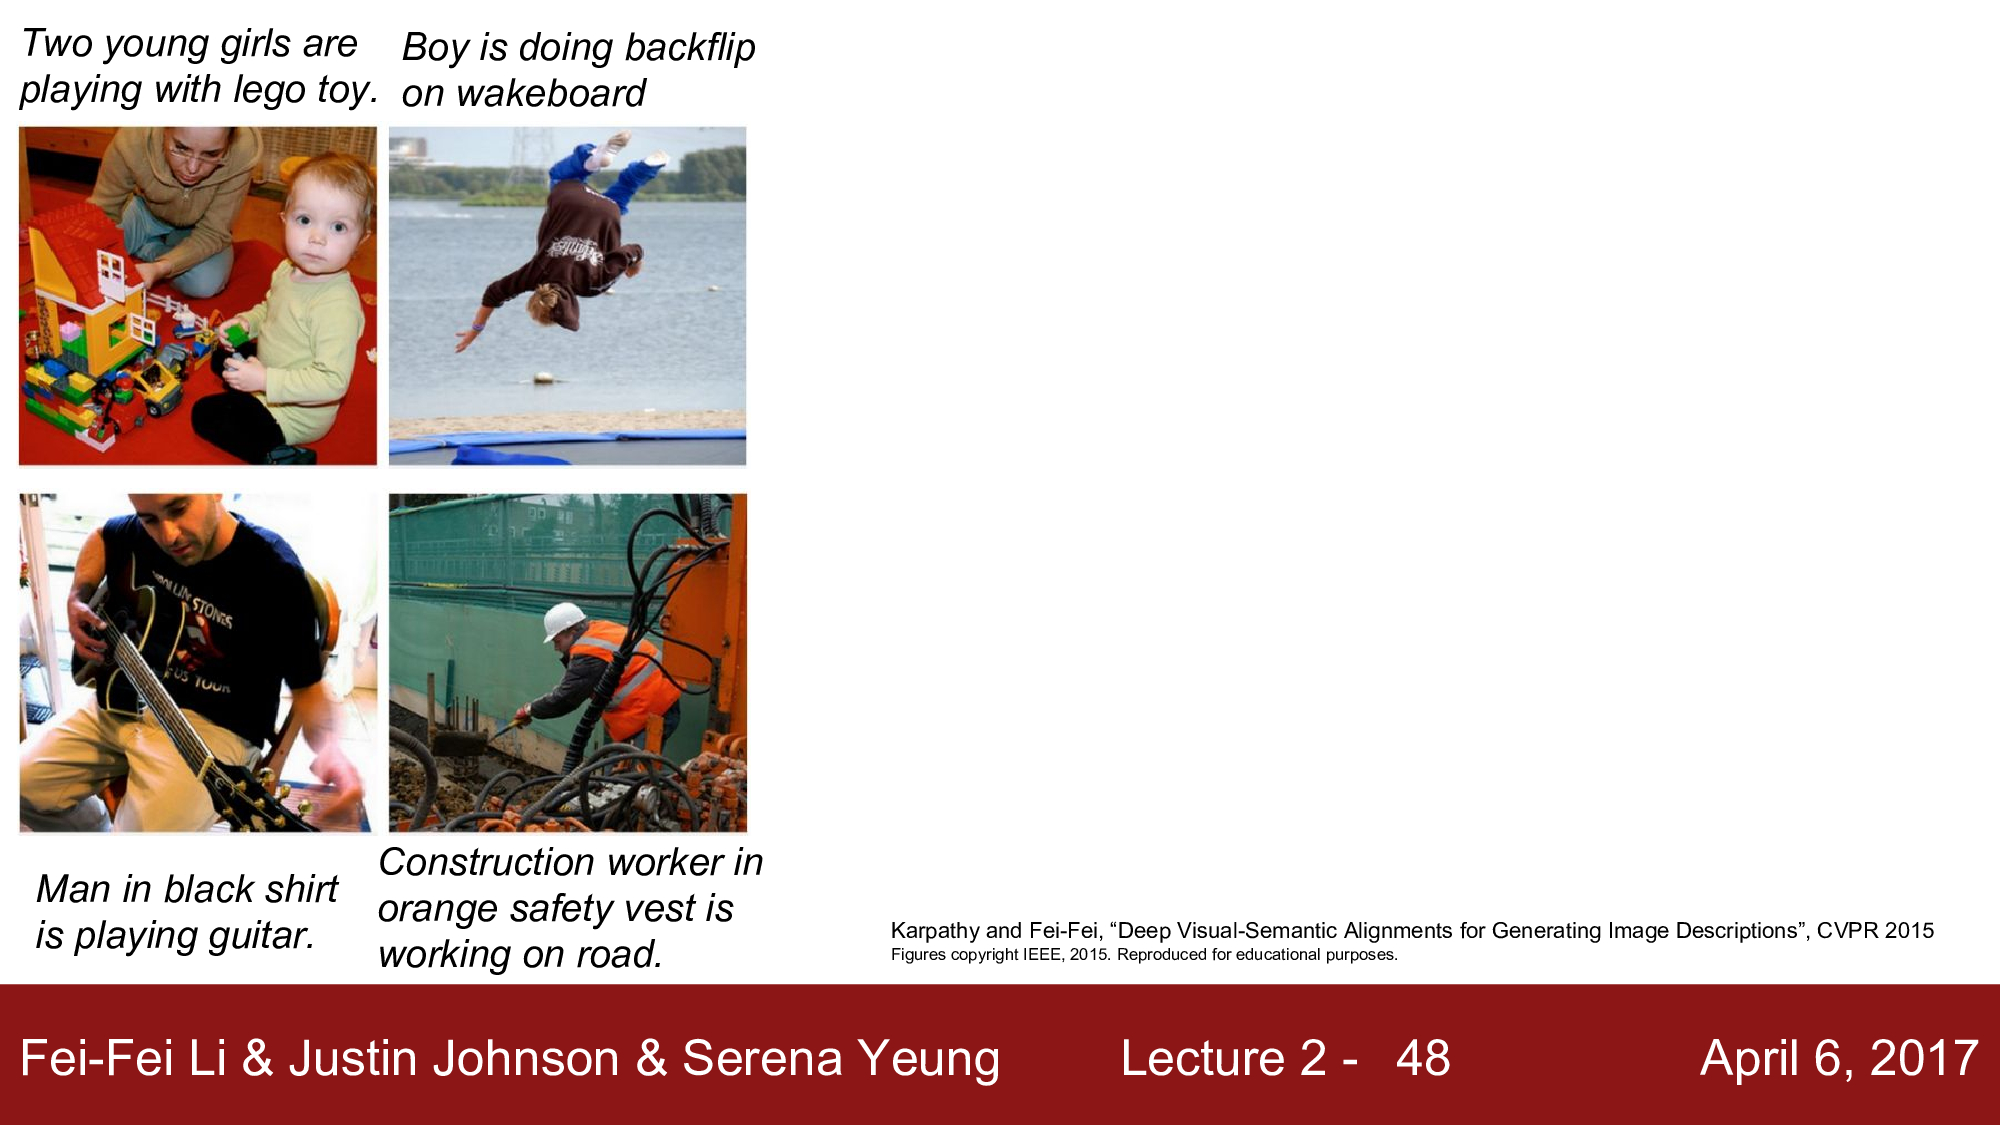 Two young girls are
playing with lego toy.
Boy is doing backflip
on wakeboard
STONES
Man in black shirt
is playing guitar.
Construction worker in
orange safety vest is
working on road.
Karpathy and Fei-Fei, “Deep Visual-Semantic Alignments for Generating Image Descriptions”, CVPR 2015
Figures copyright IEEE, 2015. Reproduced for educational purposes.
Fei-Fei Li & Justin Johnson & Serena Yeung
Lecture 2 - 48
April 6, 2017